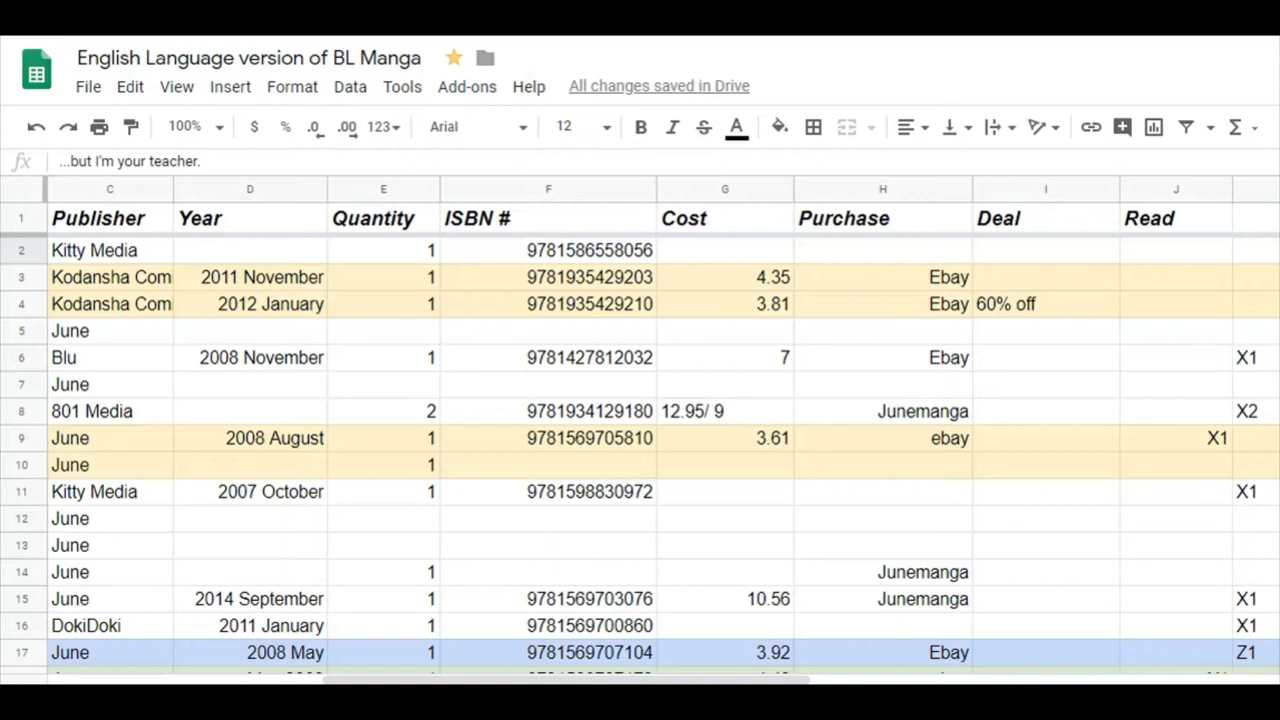 English Language version of BL Manga
File Edit View Insert Format Data Tools Add-ons Help All changes saved in Drive
100% $ % .0 .00 123 Arial 12 B I S A
fx ...but I'm your teacher.
C D E F G H I J
1 Publisher Year Quantity ISBN # Cost Purchase Deal Read
2 Kitty Media 1 9781586558056
3 Kodansha Com 2011 November 1 9781935429203 4.35 Ebay
4 Kodansha Com 2012 January 1 9781935429210 3.81 Ebay 60% off
5 June
6 Blu 2008 November 1 9781427812032 7 Ebay X1
7 June
8 801 Media 2 9781934129180 12.95/ 9 Junemanga X2
9 June 2008 August 1 9781569705810 3.61 ebay X1
10 June 1
11 Kitty Media 2007 October 1 9781598830972 X1
12 June
13 June
14 June 1 Junemanga
15 June 2014 September 1 9781569703076 10.56 Junemanga X1
16 DokiDoki 2011 January 1 9781569700860 X1
17 June 2008 May 1 9781569707104 3.92 Ebay Z1